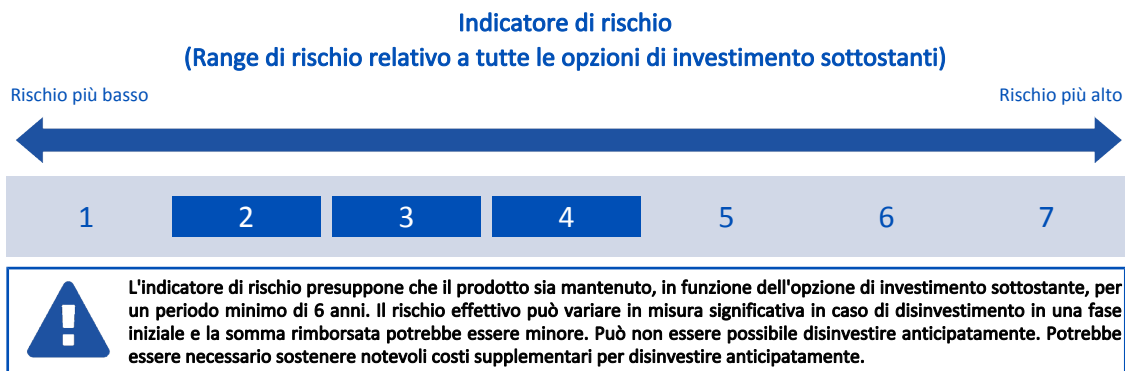 Indicatore di rischio
(Range di rischio relativo a tutte le opzioni di investimento sottostanti)
Rischio più basso Rischio più alto
1 2 3 4 5 6 7
L'indicatore di rischio presuppone che il prodotto sia mantenuto, in funzione dell'opzione di investimento sottostante, per
un periodo minimo di 6 anni. Il rischio effettivo può variare in misura significativa in caso di disinvestimento in una fase
iniziale e la somma rimborsata potrebbe essere minore. Può non essere possibile disinvestire anticipatamente. Potrebbe
essere necessario sostenere notevoli costi supplementari per disinvestire anticipatamente.